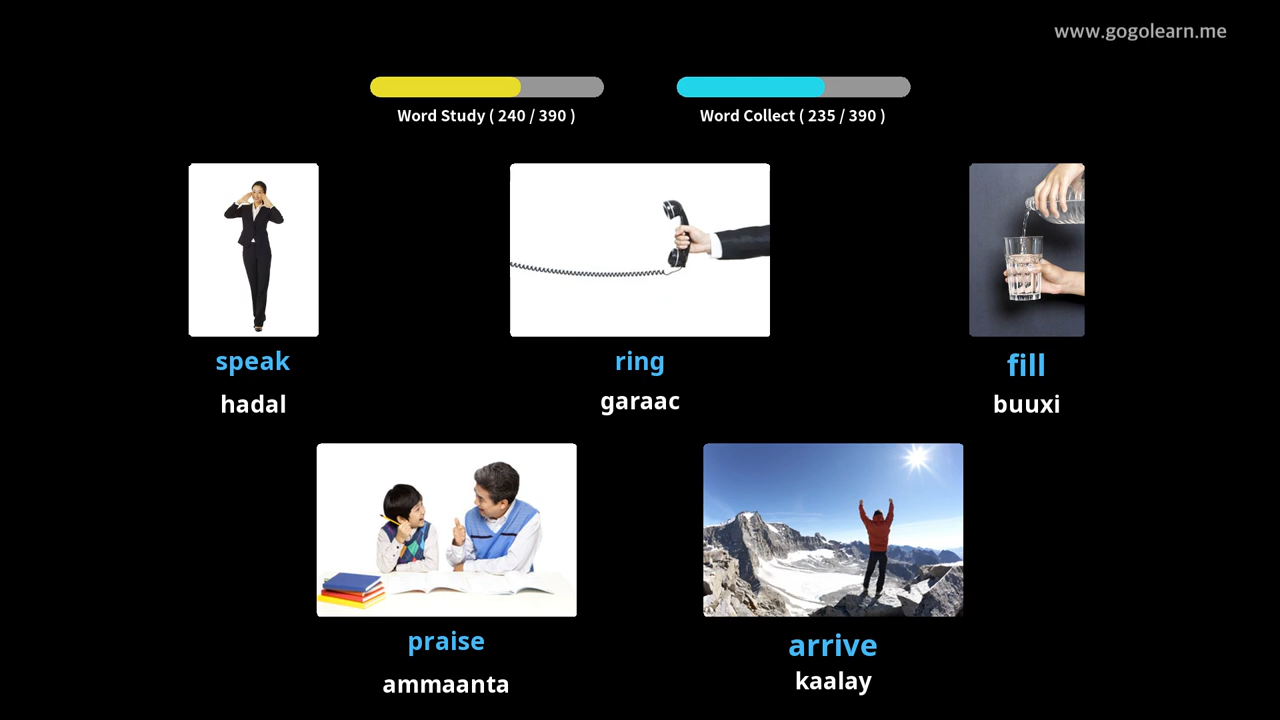 www.gogolearn.me
Word Study ( 240 / 390 )
Word Collect ( 235 / 390 )
speak
hadal
ring
garaac
fill
buuxi
praise
ammaanta
arrive
kaalay